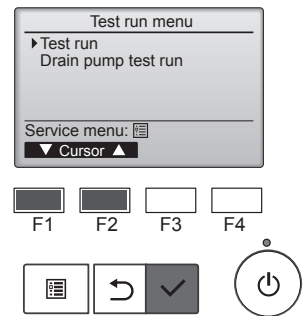 Test run menu
Test run
Drain pump test run
Service menu:
▼ Cursor ▲
F1 F2 F3 F4